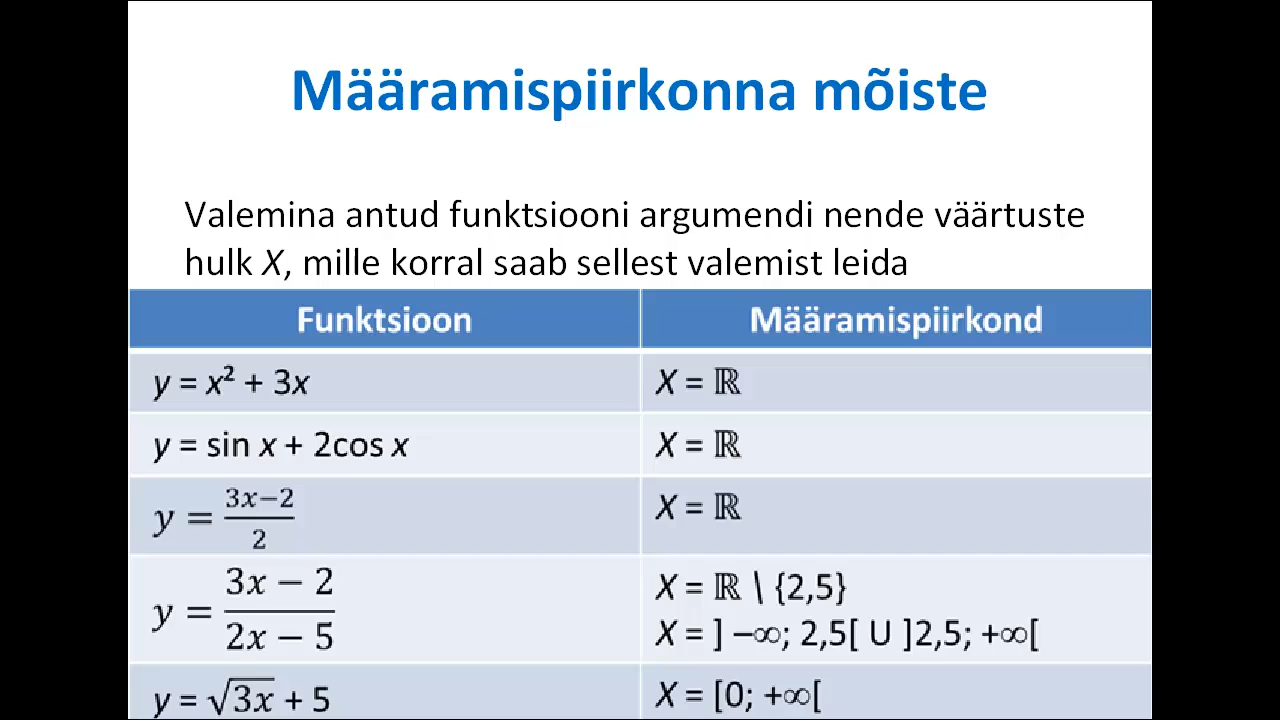 Määramispiirkonna mõiste
Valemina antud funktsiooni argumendi nende väärtuste
hulk X, mille korral saab sellest valemist leida
Funktsioon Määramispiirkond
y = x² + 3x X = ℝ
y = sin x + 2cos x X = ℝ
y = (3x−2)/2 X = ℝ
y = (3x − 2)/(2x − 5) X = ℝ \ {2,5}
X = ] –∞; 2,5[ U ]2,5; +∞[
y = √(3x) + 5 X = [0; +∞[